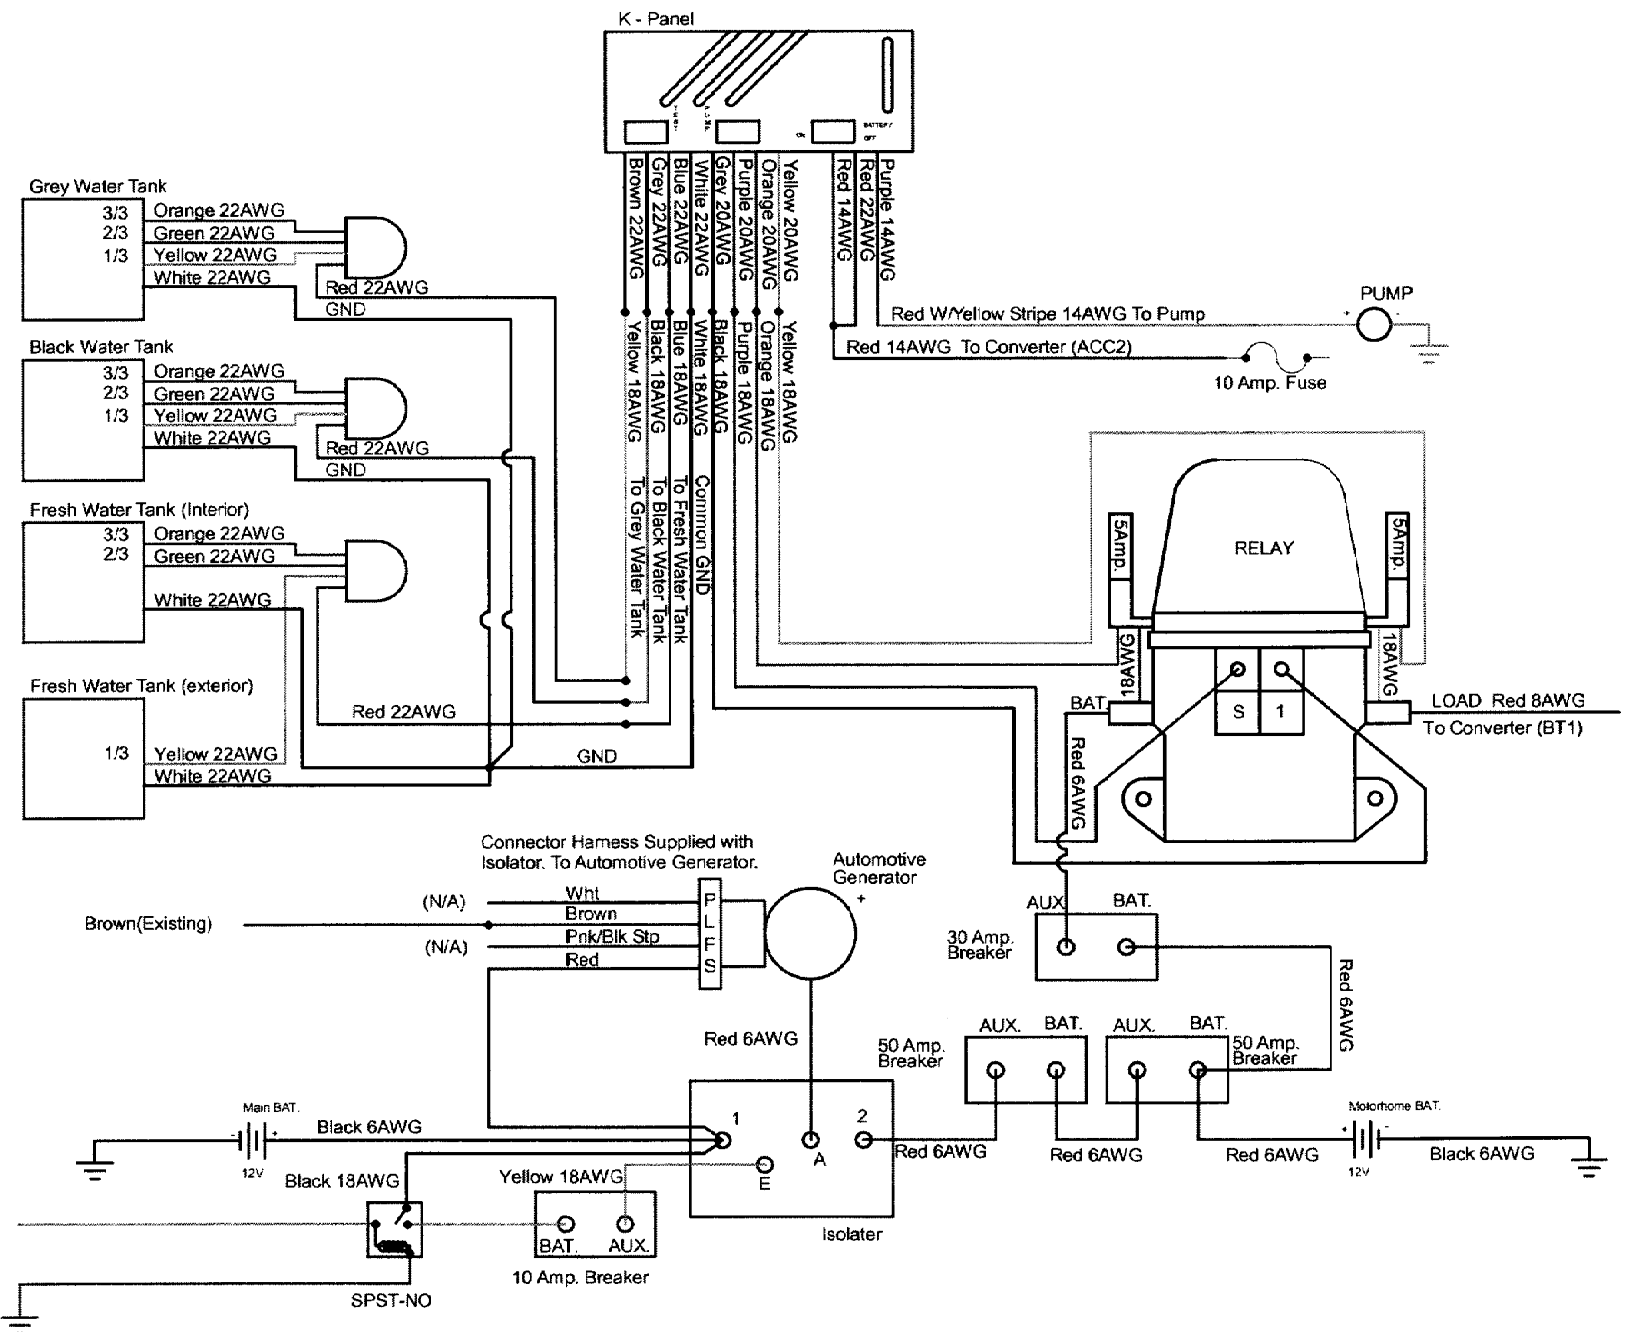 K - Panel
ON
BATTERY
OFF
Brown 22AWG
Grey 22AWG
Blue 22AWG
White 22AWG
Grey 20AWG
Purple 20AWG
Orange 20AWG
Yellow 20AWG
Red 14AWG
Red 22AWG
Purple 14AWG
Yellow 18AWG
Black 18AWG
Blue 18AWG
White 18AWG
Black 18AWG
Purple 18AWG
Orange 18AWG
Yellow 18AWG
To Grey Water Tank
To Black Water Tank
To Fresh Water Tank
Common GND
Red W/Yellow Stripe 14AWG To Pump
PUMP
+ -
Red 14AWG To Converter (ACC2)
10 Amp. Fuse
Grey Water Tank
3/3 Orange 22AWG
2/3 Green 22AWG
1/3 Yellow 22AWG
White 22AWG
Red 22AWG
GND
Black Water Tank
3/3 Orange 22AWG
2/3 Green 22AWG
1/3 Yellow 22AWG
White 22AWG
Red 22AWG
GND
Fresh Water Tank (Interior)
3/3 Orange 22AWG
2/3 Green 22AWG
White 22AWG
Fresh Water Tank (exterior)
Red 22AWG
1/3 Yellow 22AWG
White 22AWG
GND
RELAY
5Amp.
5Amp.
18AWG
18AWG
S 1
BAT.
LOAD Red 8AWG
To Converter (BT1)
Red 6AWG
Connector Harness Supplied with
Isolator. To Automotive Generator.
Automotive
Generator
+
(N/A) Wht P
Brown(Existing) Brown L
(N/A) Pnk/Blk Stp F
Red S
AUX. BAT.
30 Amp.
Breaker
Red 6AWG
Red 6AWG
AUX. BAT.
50 Amp.
Breaker
AUX. BAT.
50 Amp.
Breaker
1 2
A
E
Isolater
Main BAT.
- +
12V
Black 6AWG
Black 18AWG
Yellow 18AWG
BAT. AUX.
10 Amp. Breaker
SPST-NO
Red 6AWG
Red 6AWG
Red 6AWG
Motorhome BAT.
+ -
12V
Black 6AWG